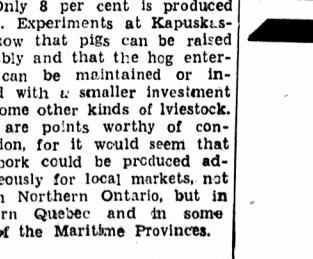 Only 8 per cent is produced
. Experiments at Kapuskas-
ow that pigs can be raised
bly and that the hog enter-
can be maintained or in-
d with a smaller investment
ome other kinds of lviestock.
are points worthy of con-
ion, for it would seem that
pork could be produced ad-
eously for local markets, not
n Northern Ontario, but in
rn Quebec and in some
of the Maritime Provinces.